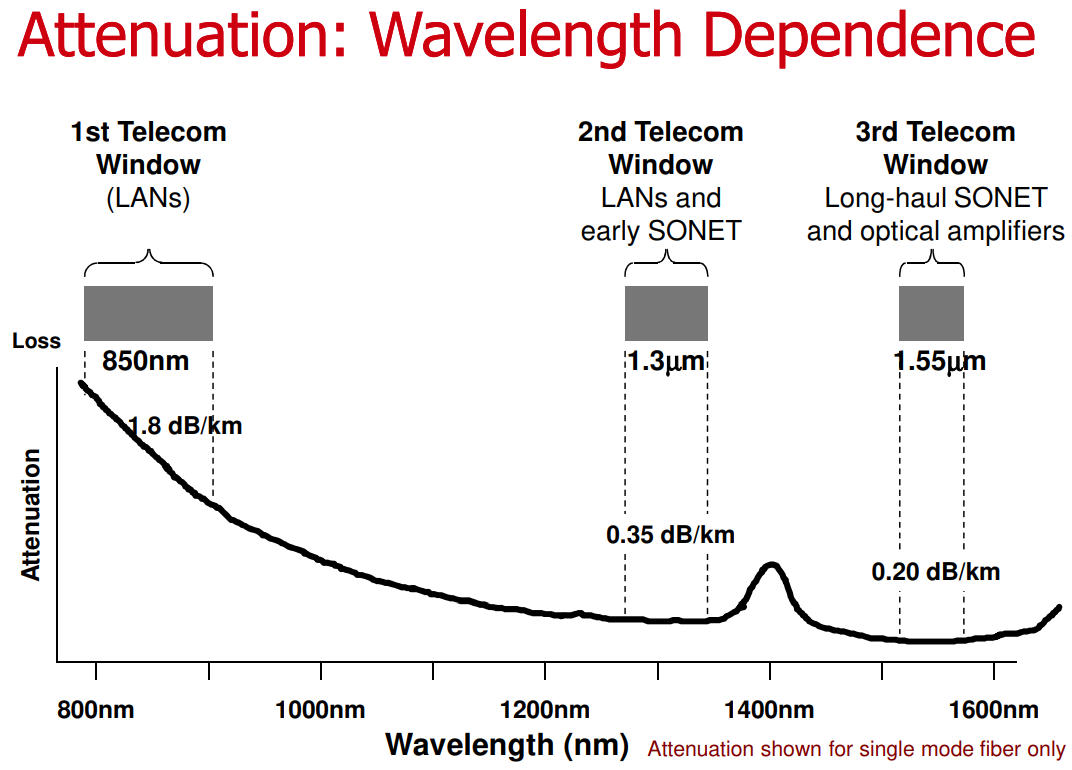 Attenuation: Wavelength Dependence
1st Telecom
Window
(LANs)
2nd Telecom
Window
LANs and
early SONET
3rd Telecom
Window
Long-haul SONET
and optical amplifiers
Loss
850nm
1.3μm
1.55μm
1.8 dB/km
0.35 dB/km
0.20 dB/km
Attenuation
800nm
1000nm
1200nm
1400nm
1600nm
Wavelength (nm)
Attenuation shown for single mode fiber only